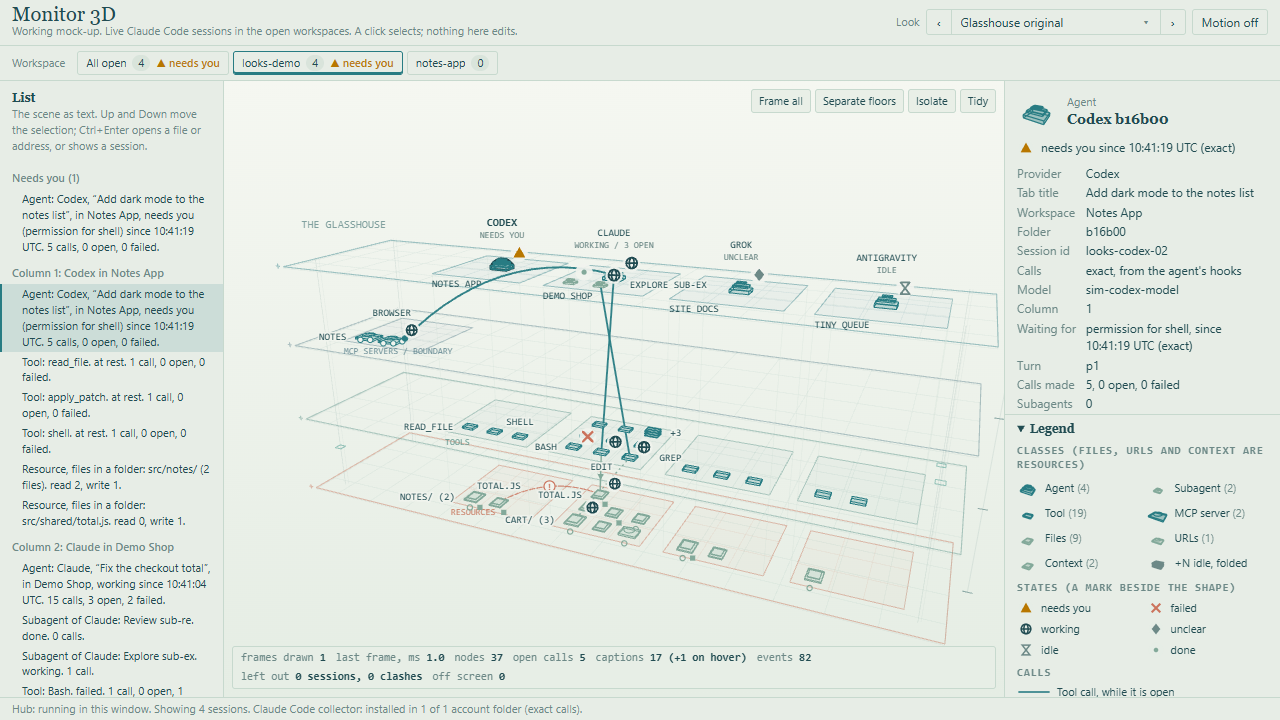 Monitor 3D
Working mock-up. Live Claude Code sessions in the open workspaces. A click selects; nothing here edits.
Look
‹
Glasshouse original
›
Motion off
Workspace
All open 4 needs you
looks-demo 4 needs you
notes-app 0
List
The scene as text. Up and Down move
the selection; Ctrl+Enter opens a file or
address, or shows a session.
Needs you (1)
Agent: Codex, "Add dark mode to the
notes list", in Notes App, needs you
(permission for shell) since 10:41:19
UTC. 5 calls, 0 open, 0 failed.
Column 1: Codex in Notes App
Agent: Codex, "Add dark mode to the
notes list", in Notes App, needs you
(permission for shell) since 10:41:19
UTC. 5 calls, 0 open, 0 failed.
Tool: read_file. at rest. 1 call, 0 open, 0
failed.
Tool: apply_patch. at rest. 1 call, 0
open, 0 failed.
Tool: shell. at rest. 1 call, 0 open, 0
failed.
Resource, files in a folder: src/notes/ (2
files). read 2, write 1.
Resource, files in a folder:
src/shared/total.js. read 0, write 1.
Column 2: Claude in Demo Shop
Agent: Claude, "Fix the checkout total",
in Demo Shop, working since 10:41:04
UTC. 15 calls, 3 open, 2 failed.
Subagent of Claude: Review sub-re.
done. 0 calls.
Subagent of Claude: Explore sub-ex.
working. 1 call.
Tool: Bash. failed. 1 call, 0 open, 1
Frame all
Separate floors
Isolate
Tidy
THE GLASSHOUSE
CODEX
NEEDS YOU
CLAUDE
WORKING / 3 OPEN
GROK
UNCLEAR
ANTIGRAVITY
IDLE
NOTES APP
DEMO SHOP
EXPLORE SUB-EX
SITE DOCS
TINY QUEUE
BROWSER
NOTES
MCP SERVERS / BOUNDARY
READ_FILE
SHELL
TOOLS
BASH
+3
GREP
EDIT
TOTAL.JS
NOTES/ (2)
TOTAL.JS
RESOURCES
CART/ (3)
frames drawn 1 last frame, ms 1.0 nodes 37 open calls 5 captions 17 (+1 on hover) events 82
left out 0 sessions, 0 clashes off screen 0
Agent
Codex b16b00
needs you since 10:41:19 UTC (exact)
Provider Codex
Tab title Add dark mode to the notes list
Workspace Notes App
Folder b16b00
Session id looks-codex-02
Calls exact, from the agent's hooks
Model sim-codex-model
Column 1
Waiting for permission for shell, since
10:41:19 UTC (exact)
Turn p1
Calls made 5, 0 open, 0 failed
Subagents 0
▼ Legend
CLASSES (FILES, URLS AND CONTEXT ARE
RESOURCES)
Agent (4)
Subagent (2)
Tool (19)
MCP server (2)
Files (9)
URLs (1)
Context (2)
+N idle, folded
STATES (A MARK BESIDE THE SHAPE)
needs you
failed
working
unclear
idle
done
CALLS
Tool call, while it is open
Hub: running in this window. Showing 4 sessions. Claude Code collector: installed in 1 of 1 account folder (exact calls).